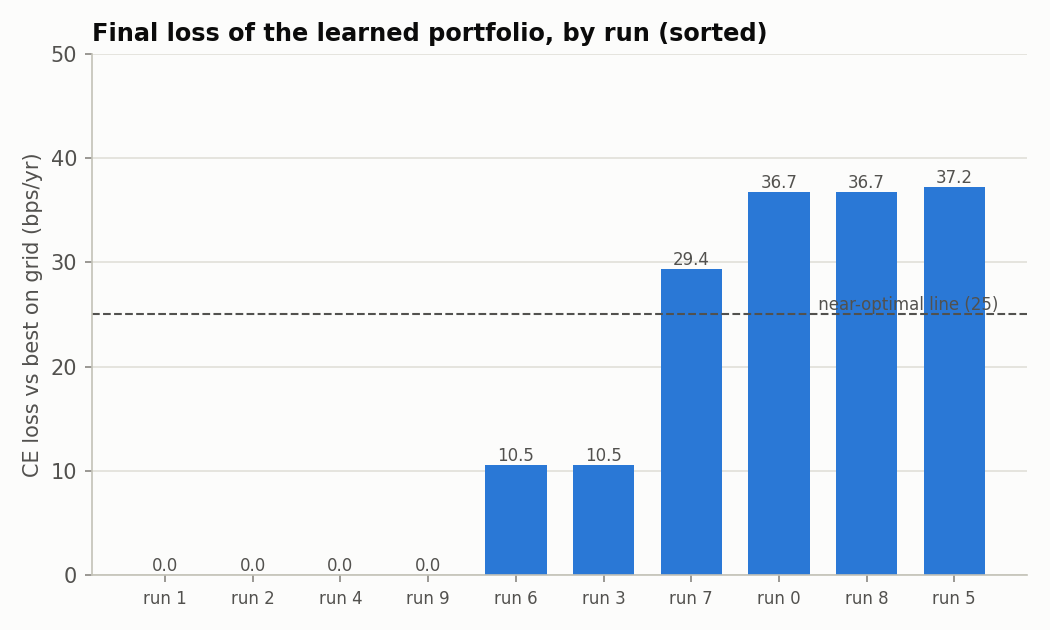 Final loss of the learned portfolio, by run (sorted)
CE loss vs best on grid (bps/yr)
50
40
30
20
10
0
0.0
0.0
0.0
0.0
10.5
10.5
29.4
36.7
36.7
37.2
near-optimal line (25)
run 1
run 2
run 4
run 9
run 6
run 3
run 7
run 0
run 8
run 5